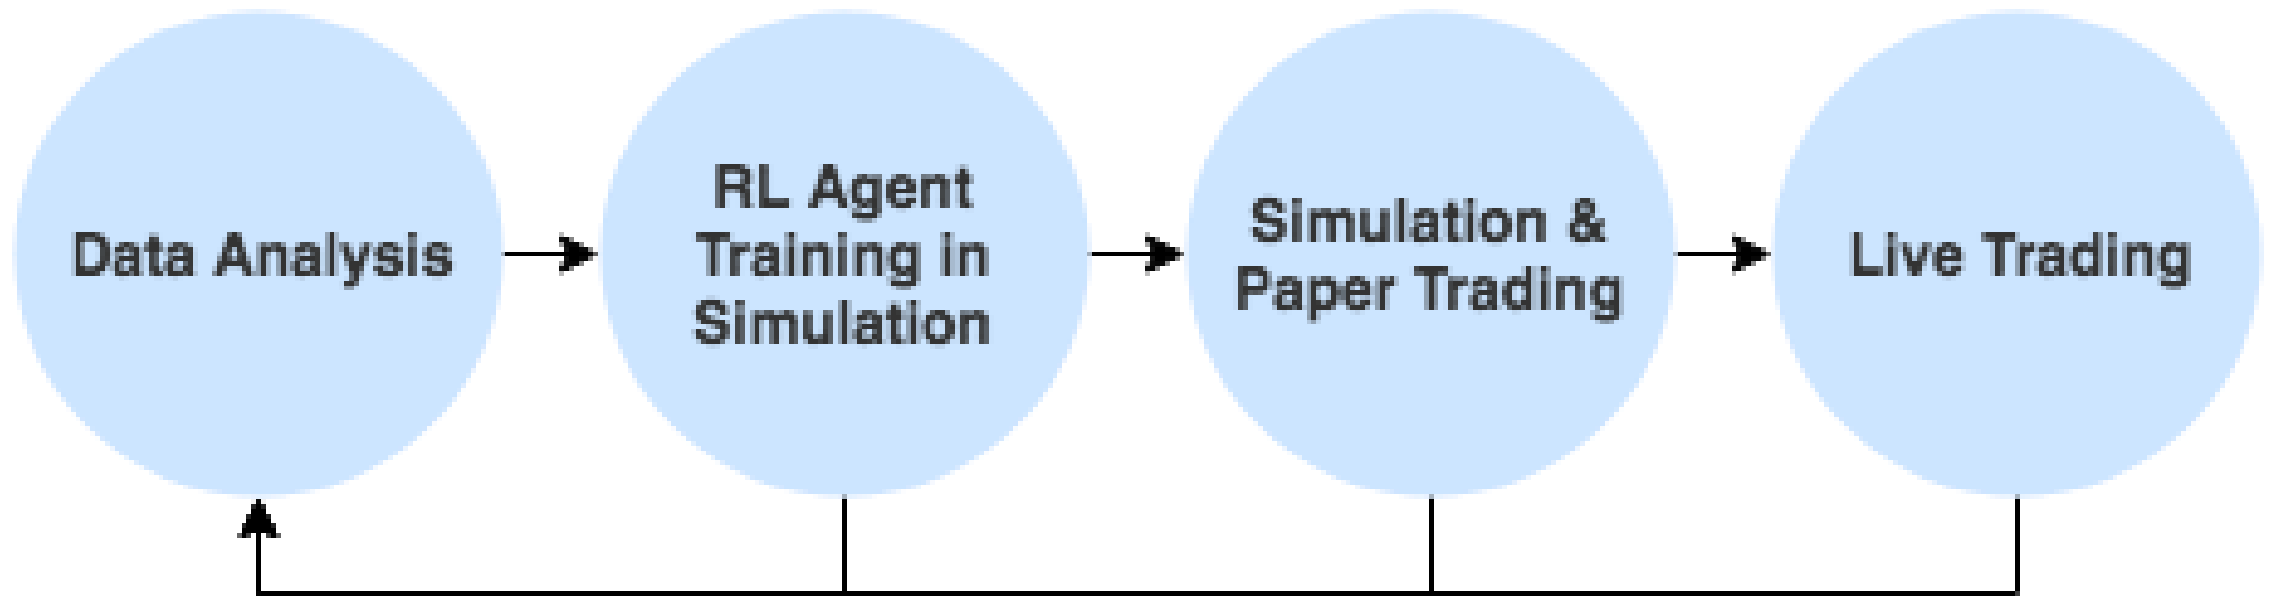 Data Analysis
RL Agent
Training in
Simulation
Simulation &
Paper Trading
Live Trading